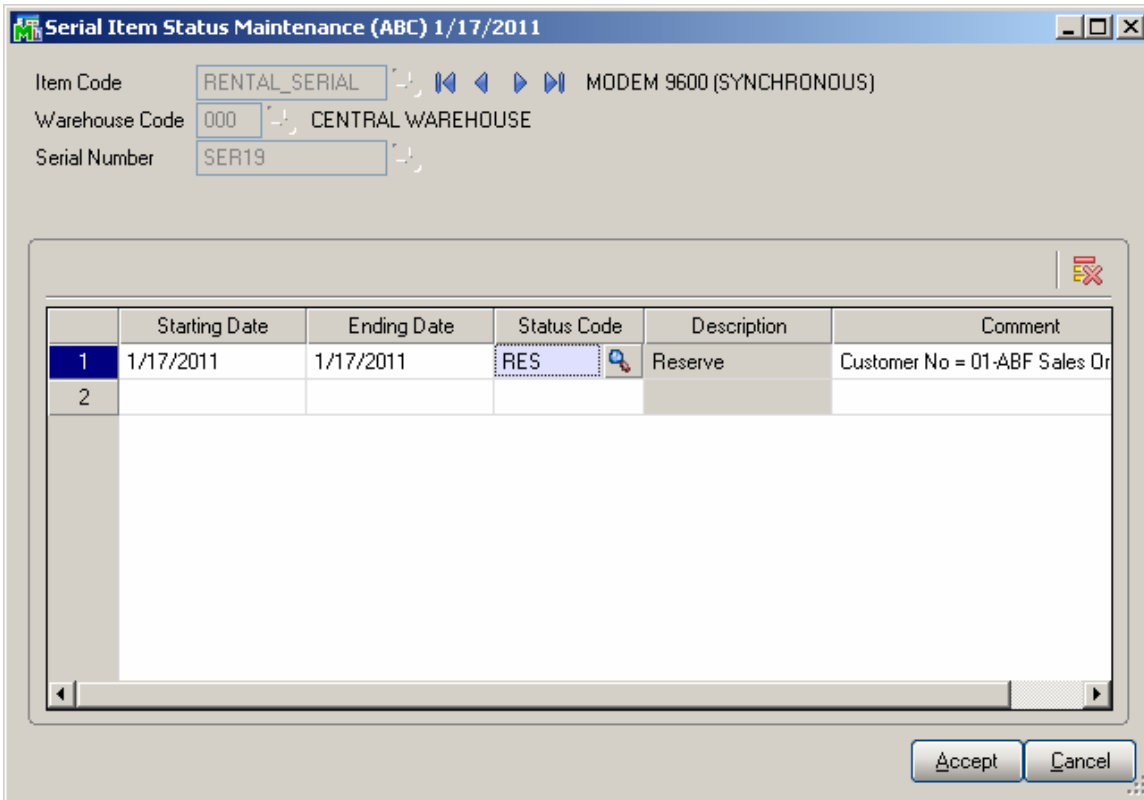 Serial Item Status Maintenance (ABC) 1/17/2011
Item Code RENTAL_SERIAL MODEM 9600 (SYNCHRONOUS)
Warehouse Code 000 CENTRAL WAREHOUSE
Serial Number SER19
Starting Date Ending Date Status Code Description Comment
1 1/17/2011 1/17/2011 RES Reserve Customer No = 01-ABF Sales Or
2
Accept Cancel